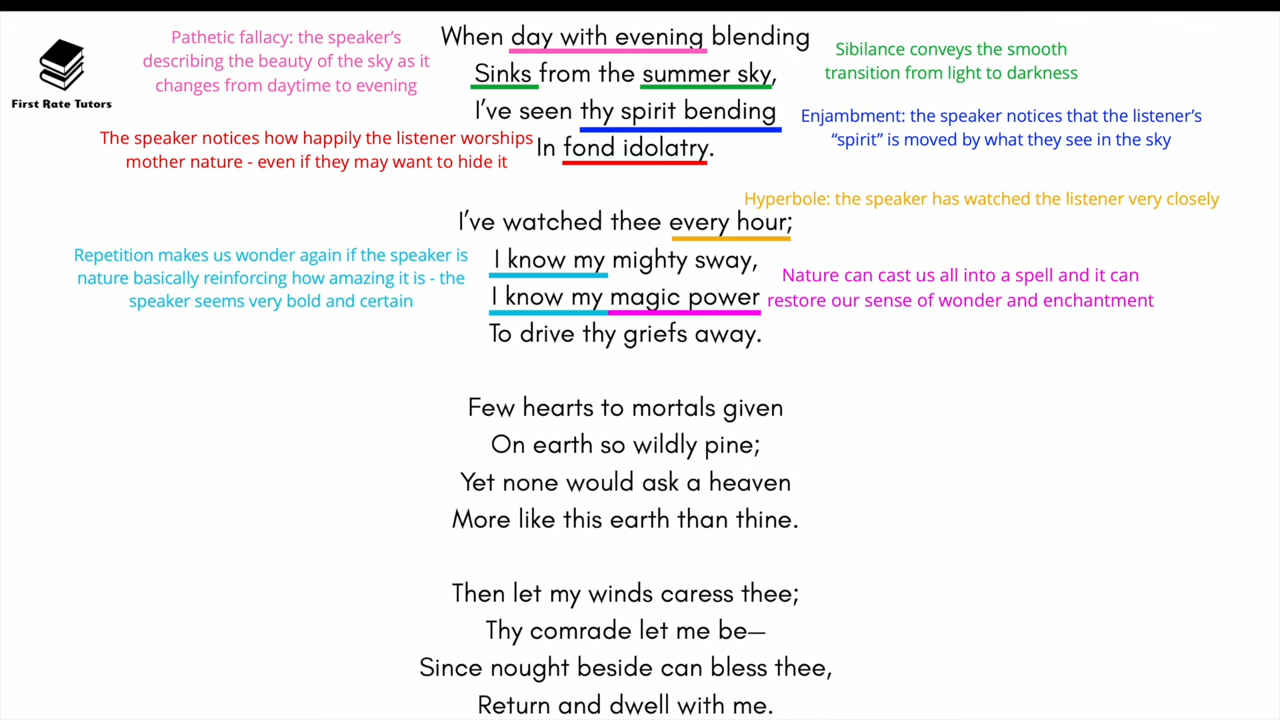 Pathetic fallacy: the speaker's
describing the beauty of the sky as it
changes from daytime to evening
First Rate Tutors
When day with evening blending
Sinks from the summer sky,
I've seen thy spirit bending
In fond idolatry.
Sibilance conveys the smooth
transition from light to darkness
Enjambment: the speaker notices that the listener's
“spirit” is moved by what they see in the sky
The speaker notices how happily the listener worships
mother nature - even if they may want to hide it
Hyperbole: the speaker has watched the listener very closely
I've watched thee every hour;
I know my mighty sway,
I know my magic power
To drive thy griefs away.
Repetition makes us wonder again if the speaker is
nature basically reinforcing how amazing it is - the
speaker seems very bold and certain
Nature can cast us all into a spell and it can
restore our sense of wonder and enchantment
Few hearts to mortals given
On earth so wildly pine;
Yet none would ask a heaven
More like this earth than thine.
Then let my winds caress thee;
Thy comrade let me be—
Since nought beside can bless thee,
Return and dwell with me.